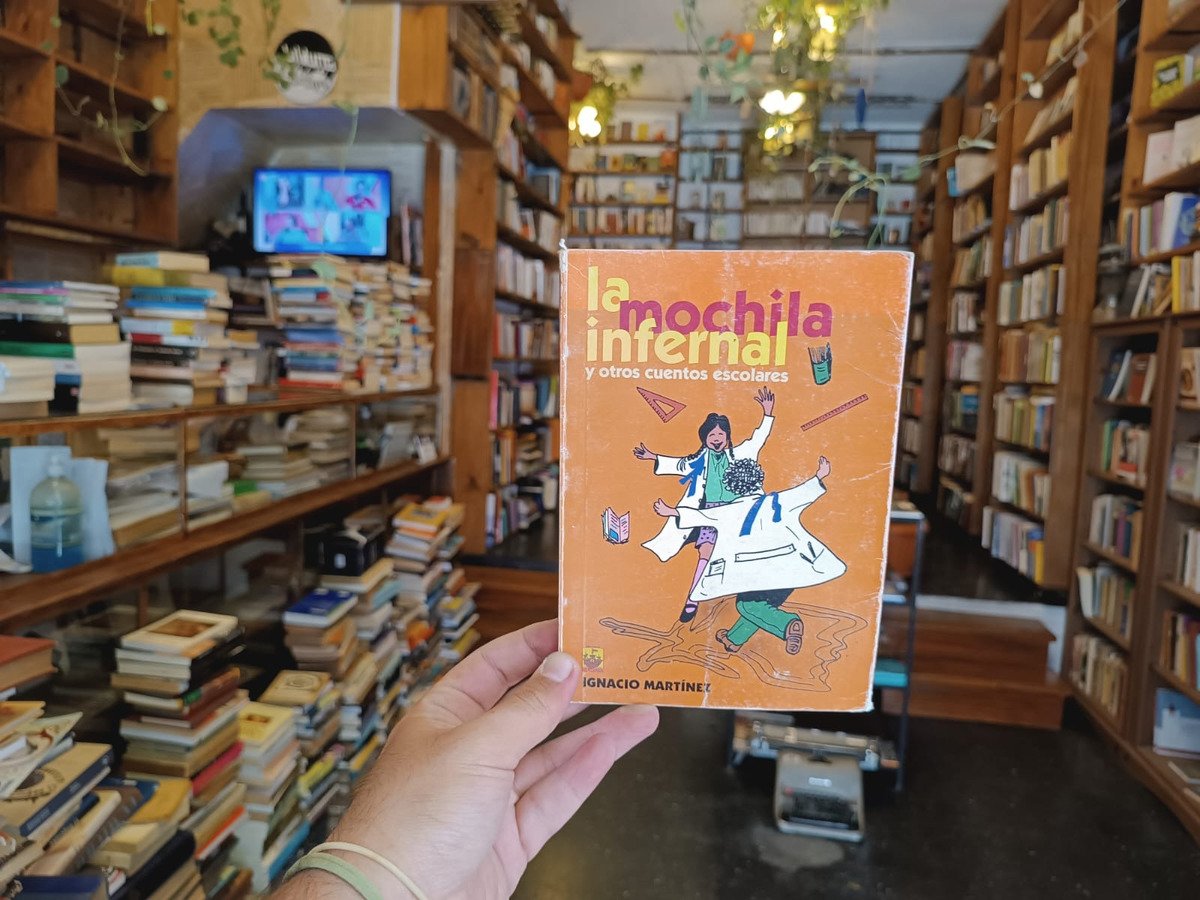 la
mochila
infernal
y otros cuentos escolares
IGNACIO MARTÍNEZ